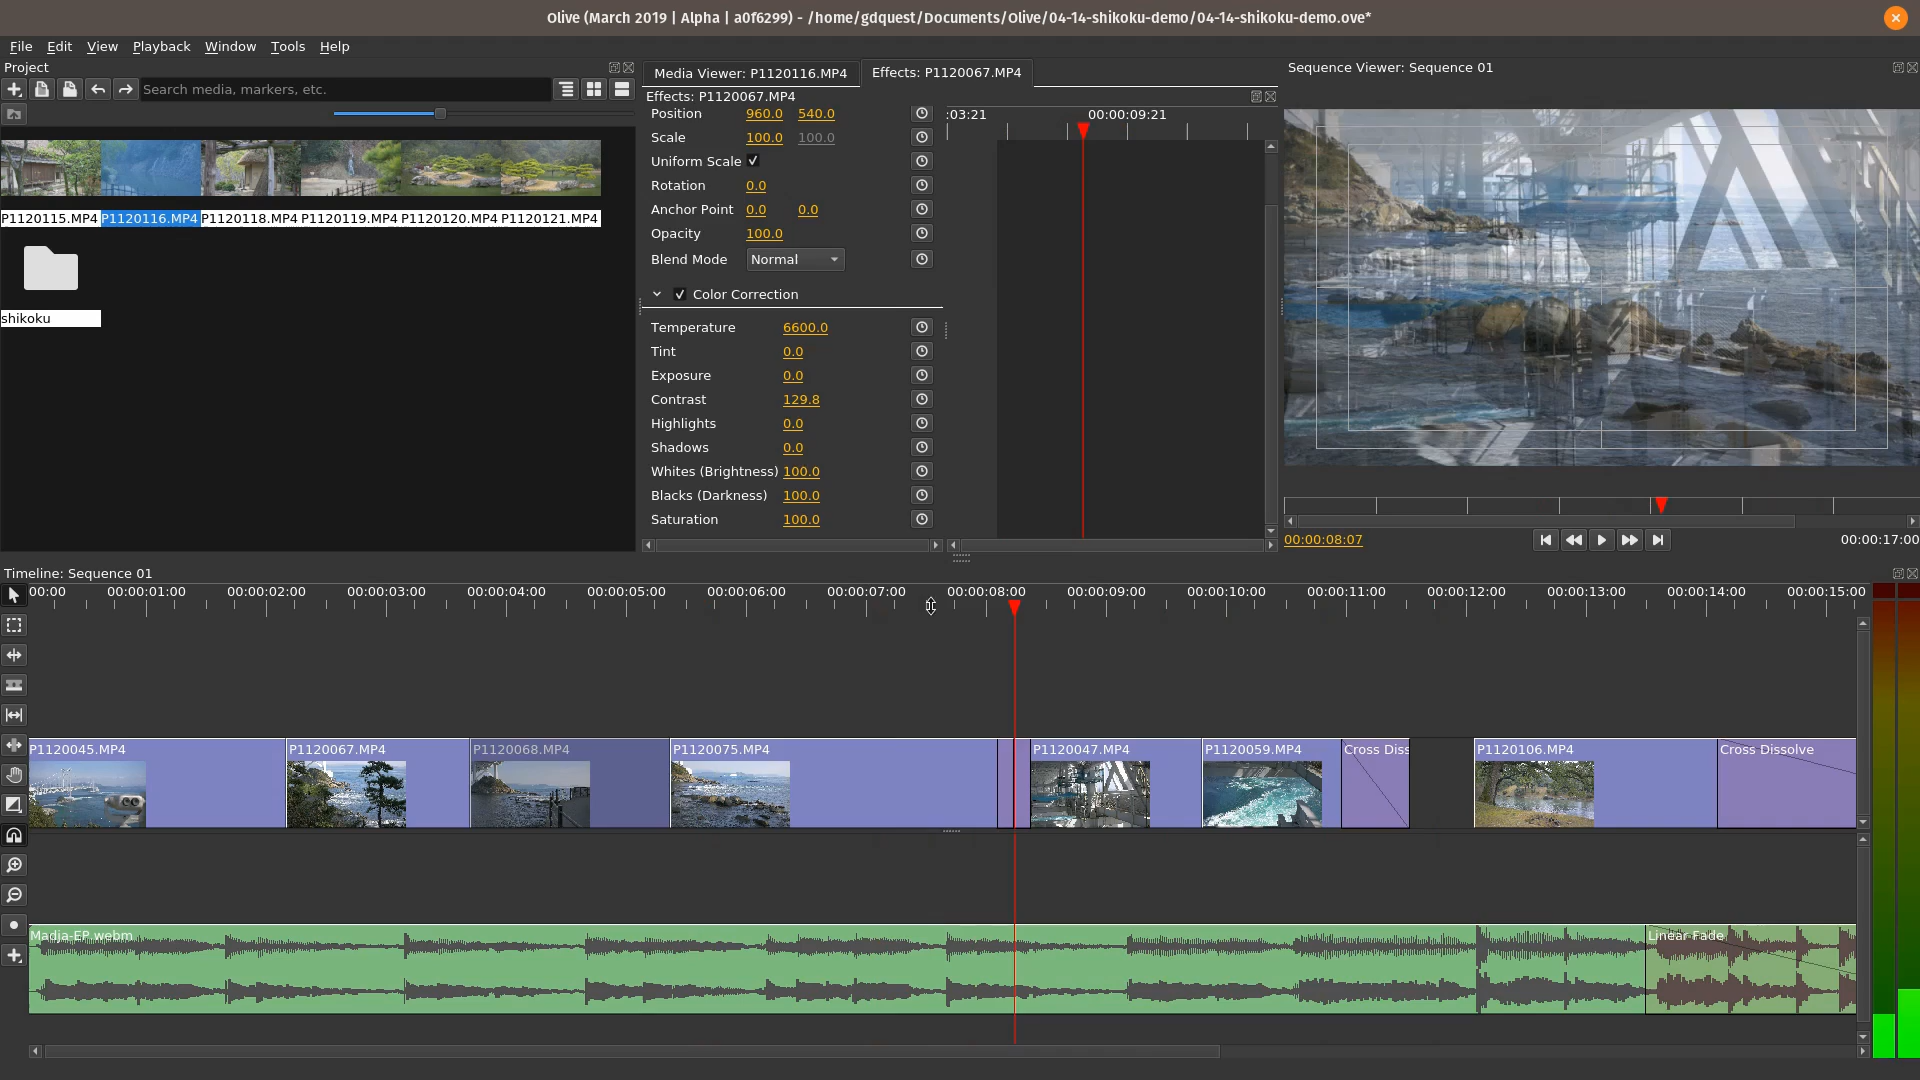 Olive (March 2019 | Alpha | a0f6299) - /home/gdquest/Documents/Olive/04-14-shikoku-demo/04-14-shikoku-demo.ove*
File Edit View Playback Window Tools Help
Project
Search media, markers, etc.
P1120115.MP4 P1120116.MP4 P1120118.MP4 P1120119.MP4 P1120120.MP4 P1120121.MP4
shikoku
Media Viewer: P1120116.MP4 Effects: P1120067.MP4
Effects: P1120067.MP4
Position 960.0 540.0
Scale 100.0 100.0
Uniform Scale
Rotation 0.0
Anchor Point 0.0 0.0
Opacity 100.0
Blend Mode Normal
Color Correction
Temperature 6600.0
Tint 0.0
Exposure 0.0
Contrast 129.8
Highlights 0.0
Shadows 0.0
Whites (Brightness) 100.0
Blacks (Darkness) 100.0
Saturation 100.0
:03:21 00:00:09:21
Sequence Viewer: Sequence 01
00:00:08:07 00:00:17:00
Timeline: Sequence 01
00:00 00:00:01:00 00:00:02:00 00:00:03:00 00:00:04:00 00:00:05:00 00:00:06:00 00:00:07:00 00:00:08:00 00:00:09:00 00:00:10:00 00:00:11:00 00:00:12:00 00:00:13:00 00:00:14:00 00:00:15:00
P1120045.MP4 P1120067.MP4 P1120068.MP4 P1120075.MP4 P1120047.MP4 P1120059.MP4 Cross Diss P1120106.MP4 Cross Dissolve
Madja-EP.webm Linear Fade